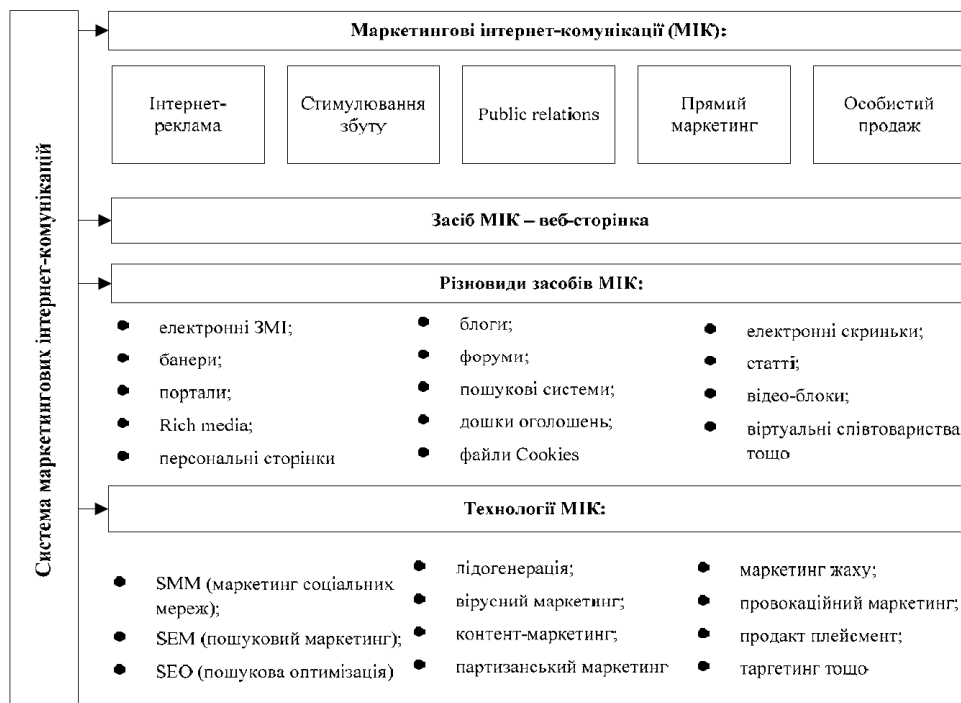 Система маркетингових інтернет-комунікацій
Маркетингові інтернет-комунікації (МІК):
Інтернет-
реклама
Стимулювання
збуту
Public relations
Прямий
маркетинг
Особистий
продаж
Засіб МІК – веб-сторінка
Різновиди засобів МІК:
електронні ЗМІ;
банери;
портали;
Rich media;
персональні сторінки
блоги;
форуми;
пошукові системи;
дошки оголошень;
файли Cookies
електронні скриньки;
статті;
відео-блоки;
віртуальні співтовариства
тощо
Технології МІК:
SMM (маркетинг соціальних
мереж);
SEM (пошуковий маркетинг);
SEO (пошукова оптимізація)
лідогенерація;
вірусний маркетинг;
контент-маркетинг;
партизанський маркетинг
маркетинг жаху;
провокаційний маркетинг;
продакт плейсмент;
таргетинг тощо